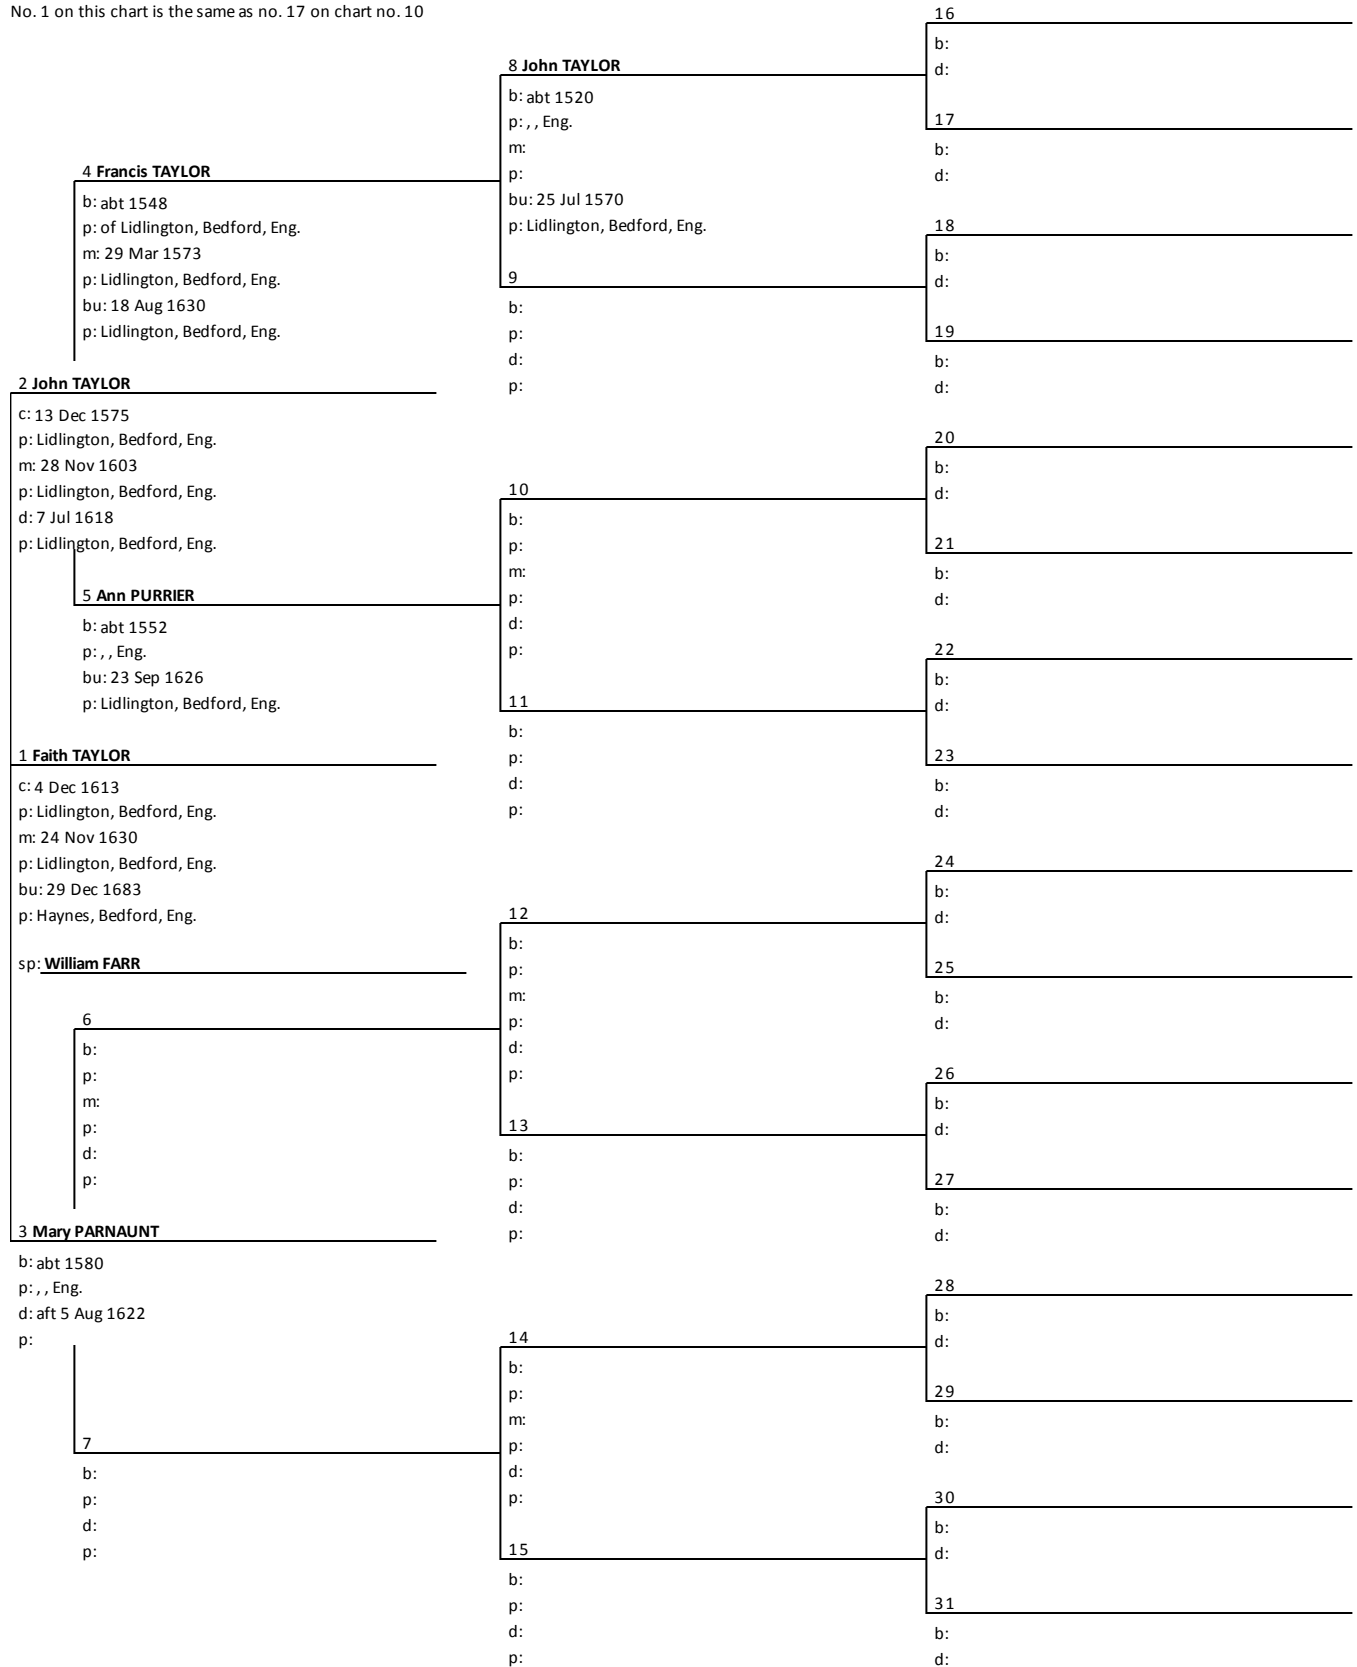 No. 1 on this chart is the same as no. 17 on chart no. 10
4 Francis TAYLOR
b: abt 1548
p: of Lidlington, Bedford, Eng.
m: 29 Mar 1573
p: Lidlington, Bedford, Eng.
bu: 18 Aug 1630
p: Lidlington, Bedford, Eng.
2 John TAYLOR
c: 13 Dec 1575
p: Lidlington, Bedford, Eng.
m: 28 Nov 1603
p: Lidlington, Bedford, Eng.
d: 7 Jul 1618
p: Lidlington, Bedford, Eng.
5 Ann PURRIER
b: abt 1552
p: , , Eng.
bu: 23 Sep 1626
p: Lidlington, Bedford, Eng.
1 Faith TAYLOR
c: 4 Dec 1613
p: Lidlington, Bedford, Eng.
m: 24 Nov 1630
p: Lidlington, Bedford, Eng.
bu: 29 Dec 1683
p: Haynes, Bedford, Eng.
sp: William FARR
6
b:
p:
m:
p:
d:
p:
3 Mary PARNAUNT
b: abt 1580
p: , , Eng.
d: aft 5 Aug 1622
p:
7
b:
p:
d:
p:
8 John TAYLOR
b: abt 1520
p: , , Eng.
m:
p:
bu: 25 Jul 1570
p: Lidlington, Bedford, Eng.
9
b:
p:
d:
p:
10
b:
p:
m:
p:
d:
p:
11
b:
p:
d:
p:
12
b:
p:
m:
p:
d:
p:
13
b:
p:
d:
p:
14
b:
p:
m:
p:
d:
p:
15
b:
p:
d:
p:
16
b:
d:
17
b:
d:
18
b:
d:
19
b:
d:
20
b:
d:
21
b:
d:
22
b:
d:
23
b:
d:
24
b:
d:
25
b:
d:
26
b:
d:
27
b:
d:
28
b:
d:
29
b:
d:
30
b:
d:
31
b:
d: